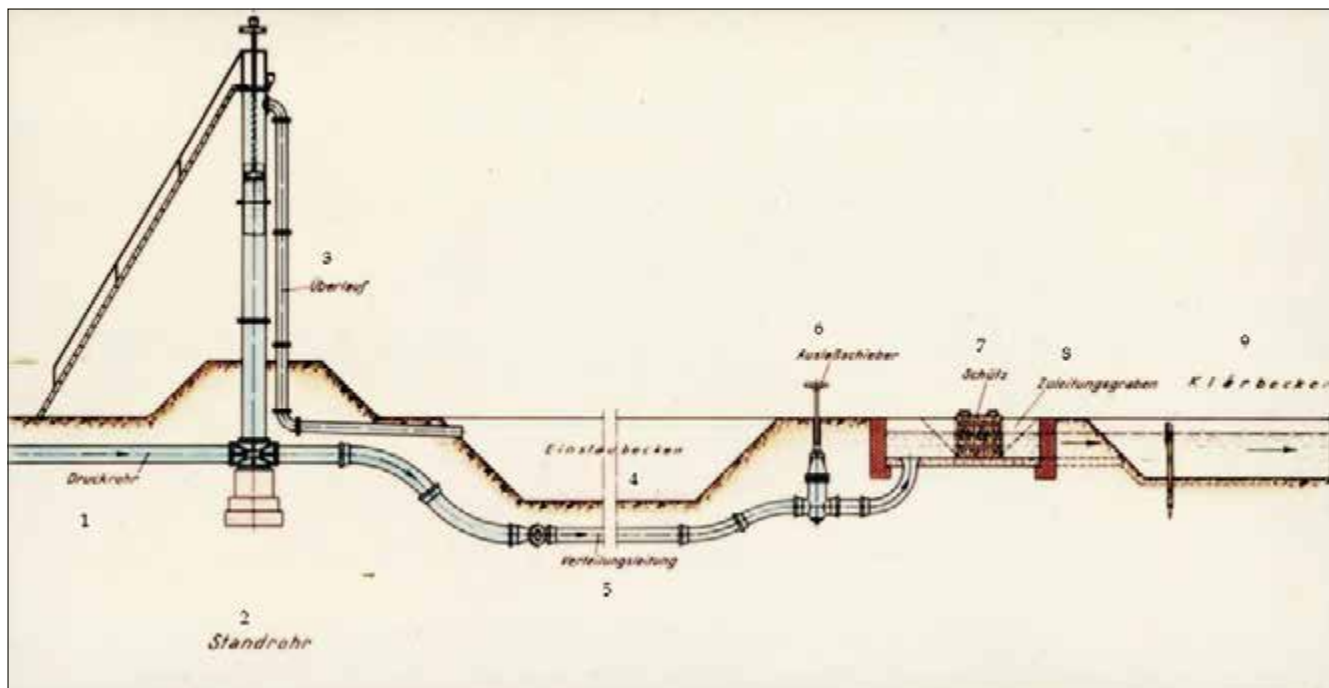 3
Überlauf
6
Auslaßschieber
7
Schütz
8
Zuleitungsgraben
9
Klärbecken
Einstaubecken
4
Druckrohr
1
Verteilungsleitung
5
2
Standrohr